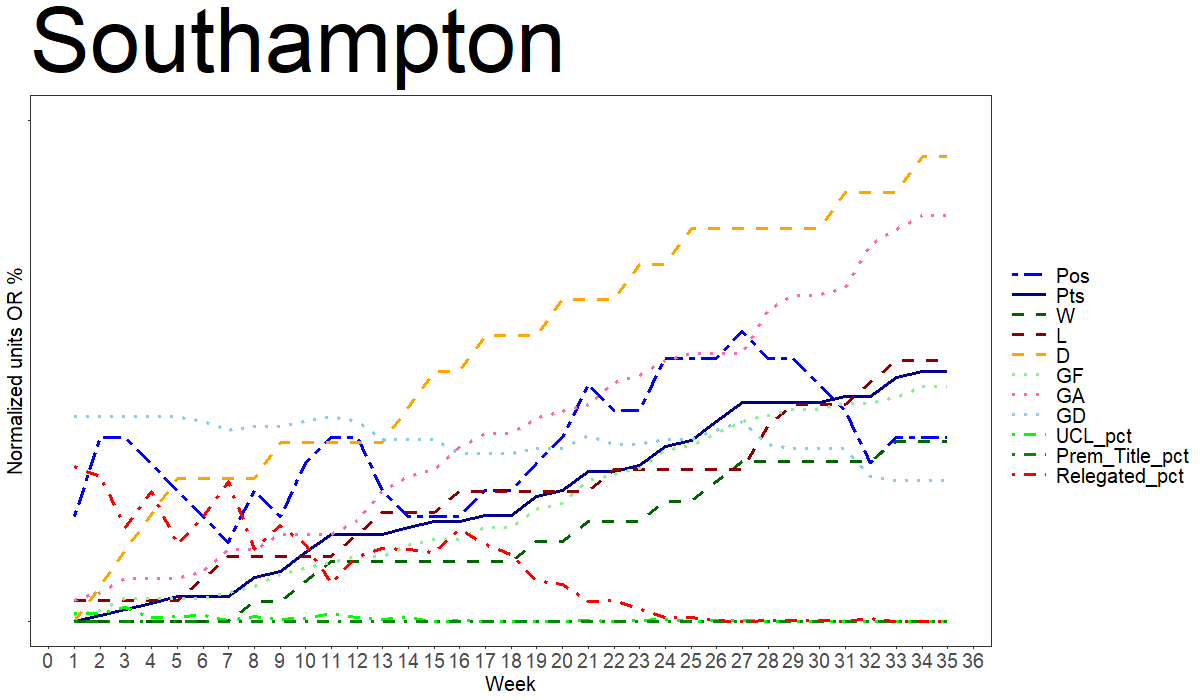 Southampton
Normalized units OR %
0 1 2 3 4 5 6 7 8 9 10 11 12 13 14 15 16 17 18 19 20 21 22 23 24 25 26 27 28 29 30 31 32 33 34 35 36
Week
Pos
Pts
W
L
D
GF
GA
GD
UCL_pct
Prem_Title_pct
Relegated_pct